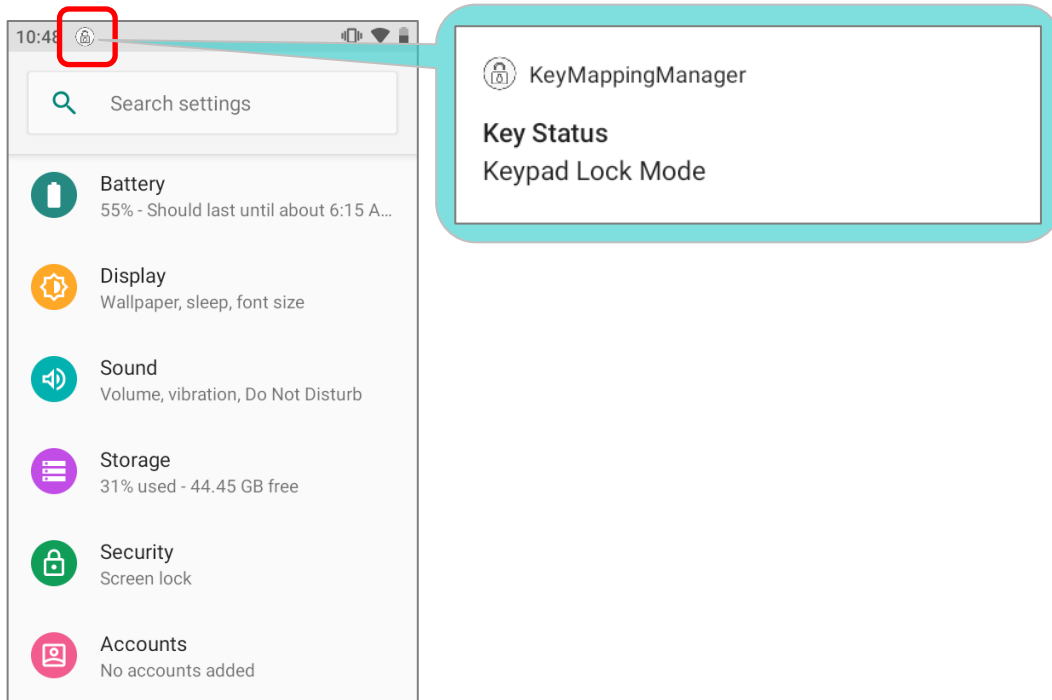 10:48
Search settings
Battery
55% - Should last until about 6:15 A…
Display
Wallpaper, sleep, font size
Sound
Volume, vibration, Do Not Disturb
Storage
31% used - 44.45 GB free
Security
Screen lock
Accounts
No accounts added
KeyMappingManager
Key Status
Keypad Lock Mode